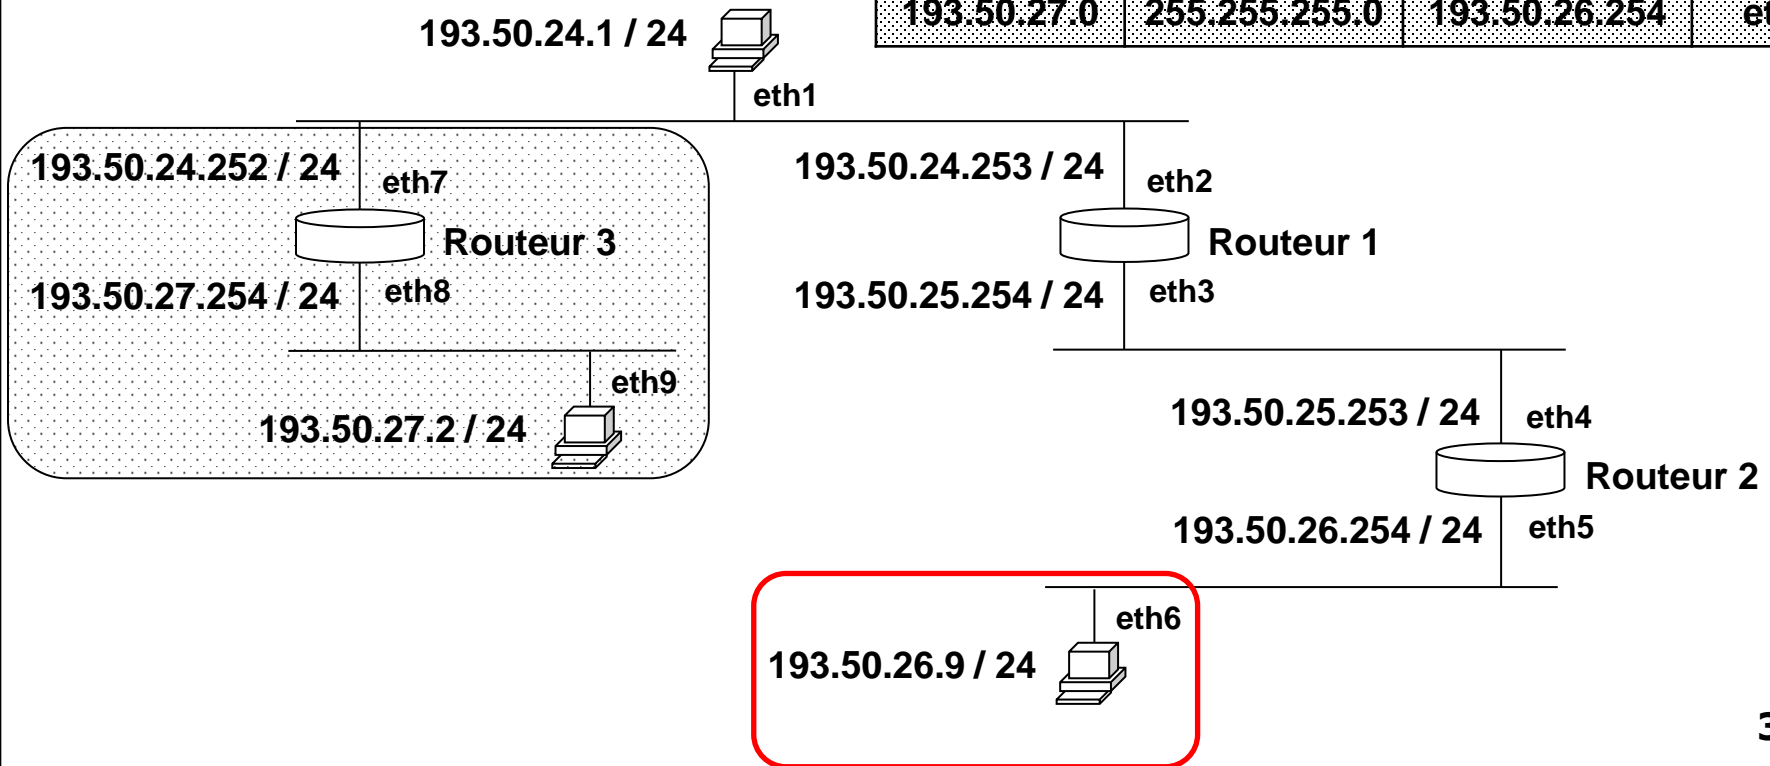 193.50.27.0 255.255.255.0 193.50.26.254
193.50.24.1 / 24
eth1
193.50.24.252 / 24
eth7
Routeur 3
193.50.27.254 / 24
eth8
eth9
193.50.27.2 / 24
193.50.24.253 / 24
eth2
Routeur 1
193.50.25.254 / 24
eth3
193.50.25.253 / 24
eth4
Routeur 2
193.50.26.254 / 24
eth5
eth6
193.50.26.9 / 24